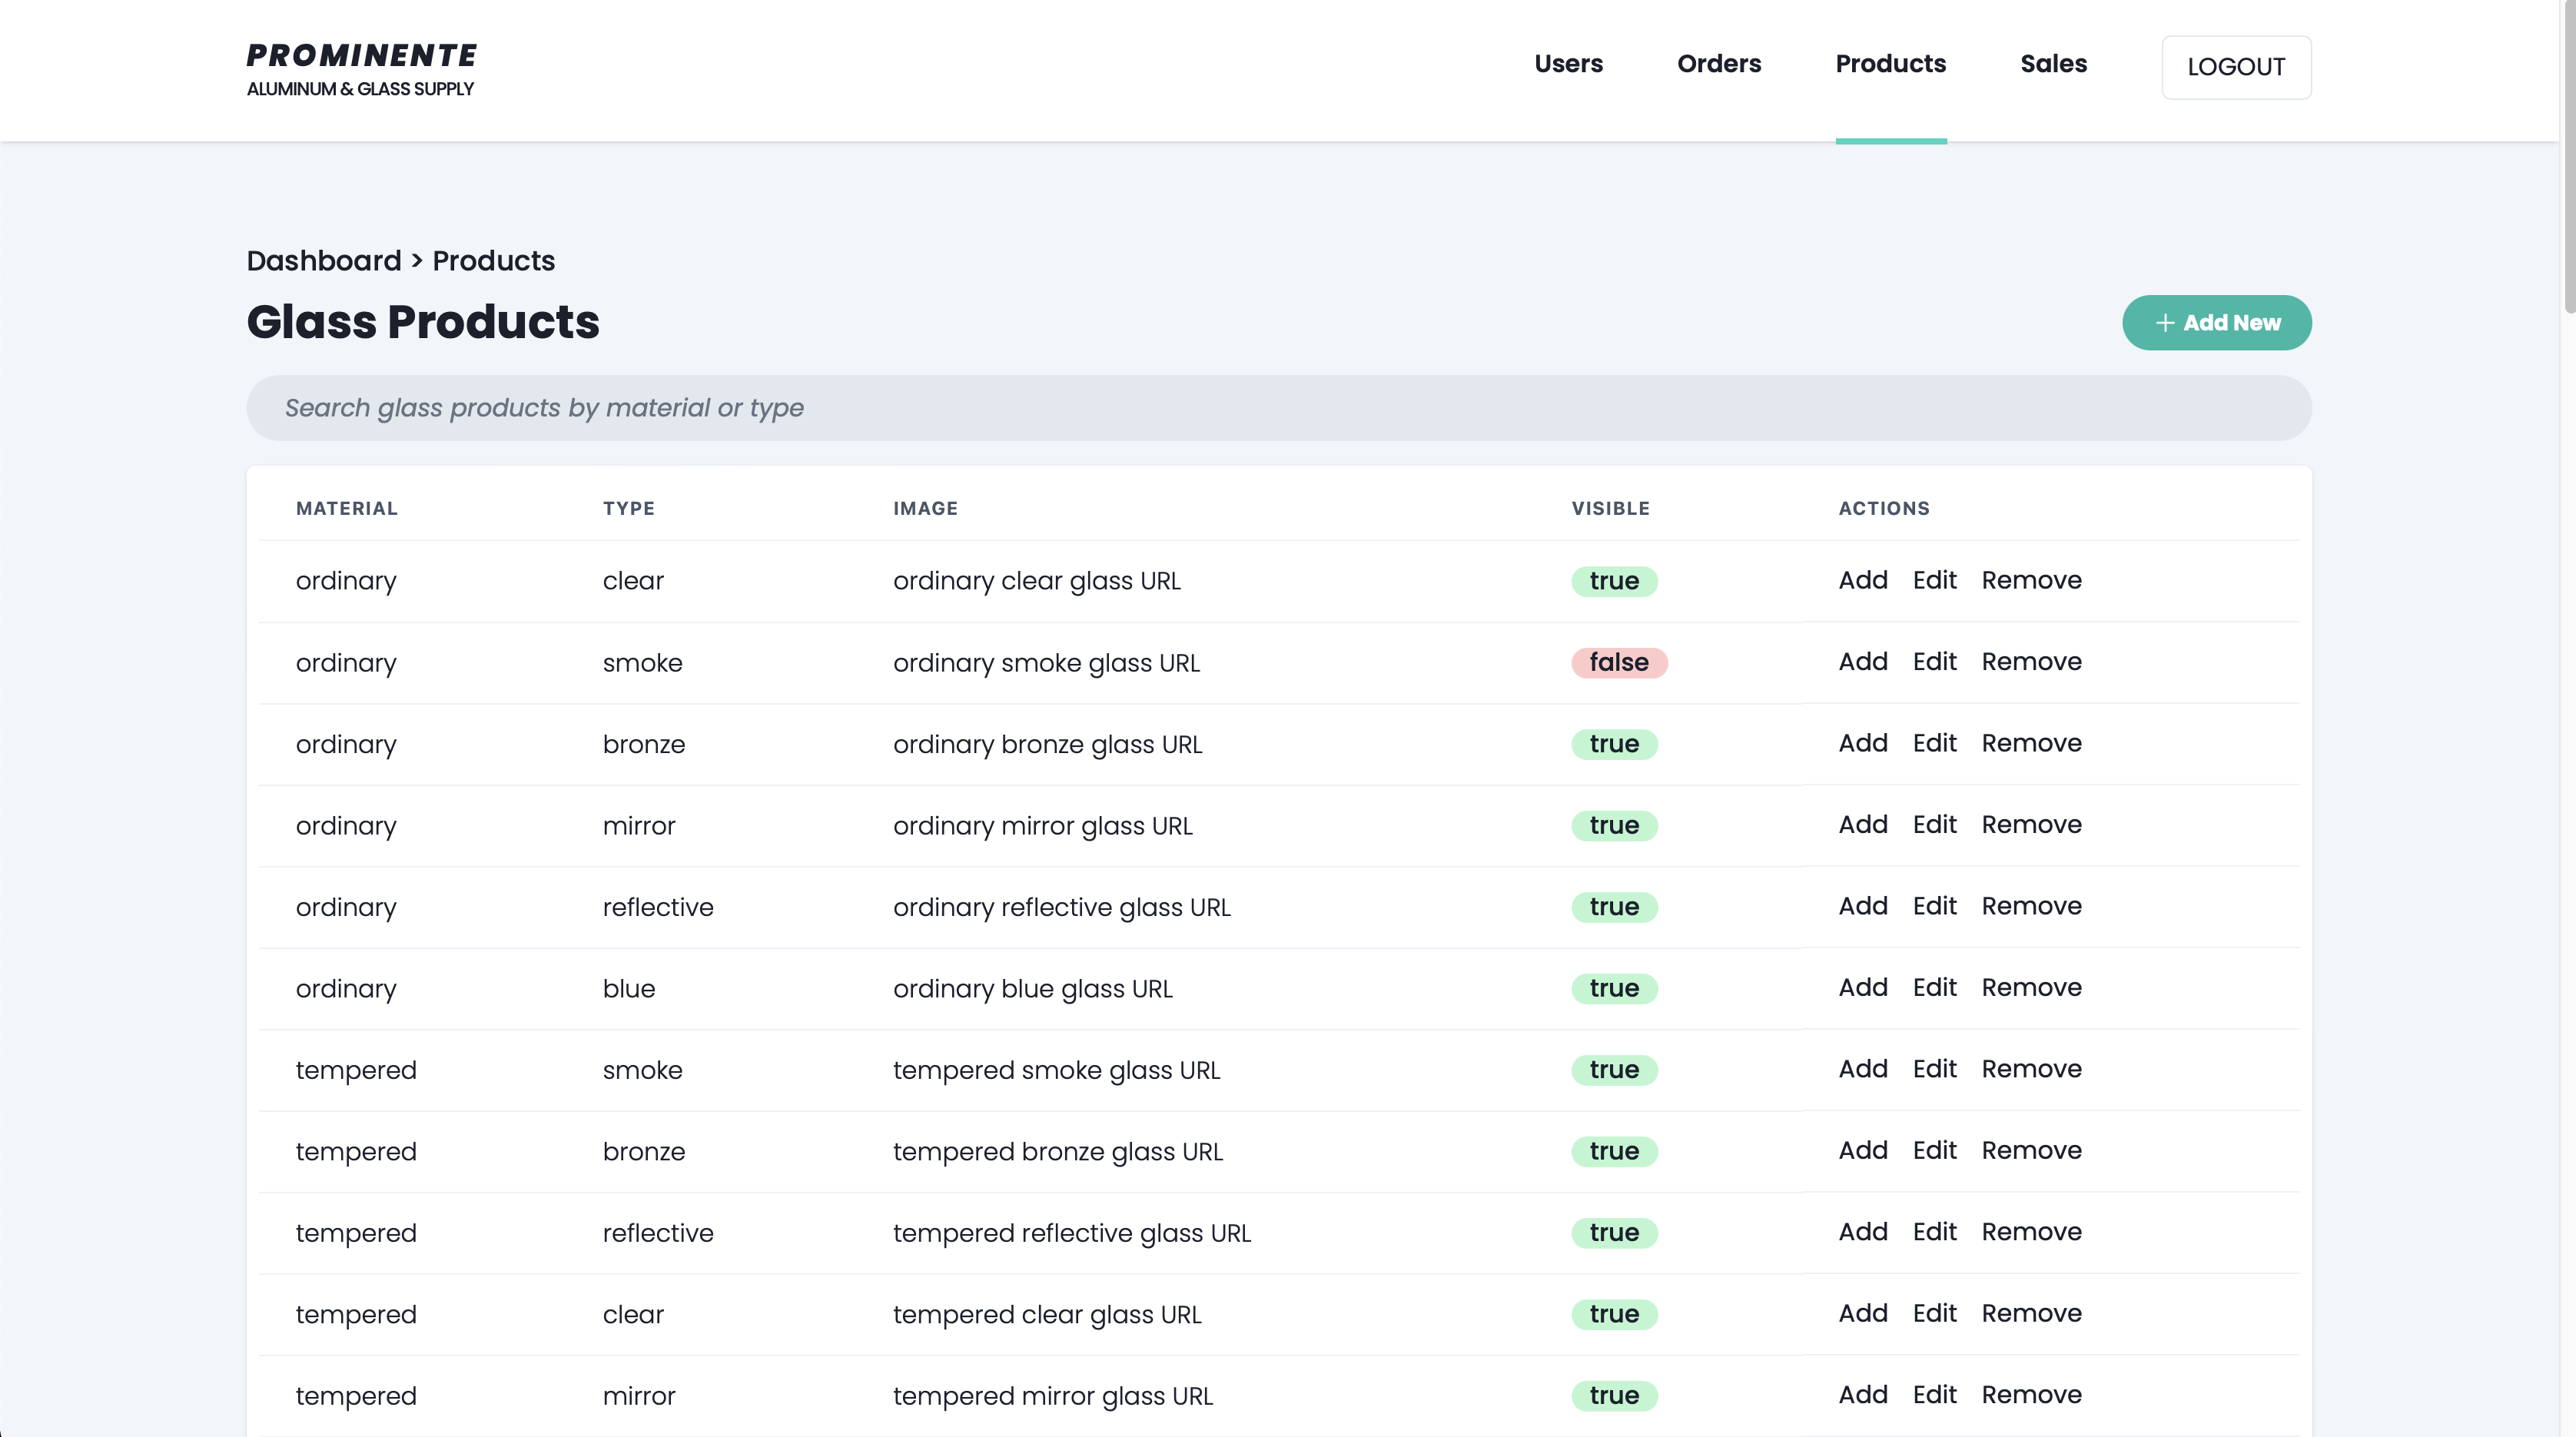 PROMINENTE
ALUMINUM & GLASS SUPPLY
Users Orders Products Sales LOGOUT
Dashboard > Products
Glass Products
+ Add New
Search glass products by material or type
MATERIAL TYPE IMAGE VISIBLE ACTIONS
ordinary clear ordinary clear glass URL true Add Edit Remove
ordinary smoke ordinary smoke glass URL false Add Edit Remove
ordinary bronze ordinary bronze glass URL true Add Edit Remove
ordinary mirror ordinary mirror glass URL true Add Edit Remove
ordinary reflective ordinary reflective glass URL true Add Edit Remove
ordinary blue ordinary blue glass URL true Add Edit Remove
tempered smoke tempered smoke glass URL true Add Edit Remove
tempered bronze tempered bronze glass URL true Add Edit Remove
tempered reflective tempered reflective glass URL true Add Edit Remove
tempered clear tempered clear glass URL true Add Edit Remove
tempered mirror tempered mirror glass URL true Add Edit Remove